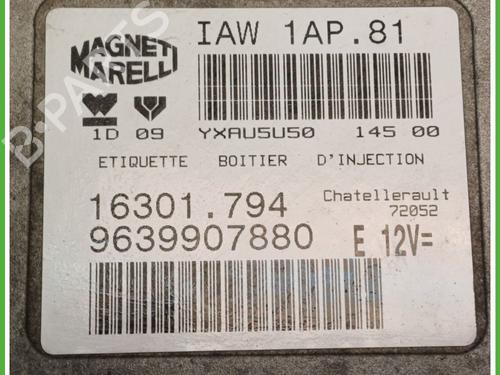 MAGNETI
MARELLI
IAW 1AP.81
1D 09
YXAU5U50
145 00
ETIQUETTE BOITIER D'INJECTION
16301.794
Chatellerault
72052
9639907880
E 12V=
B-PARTS